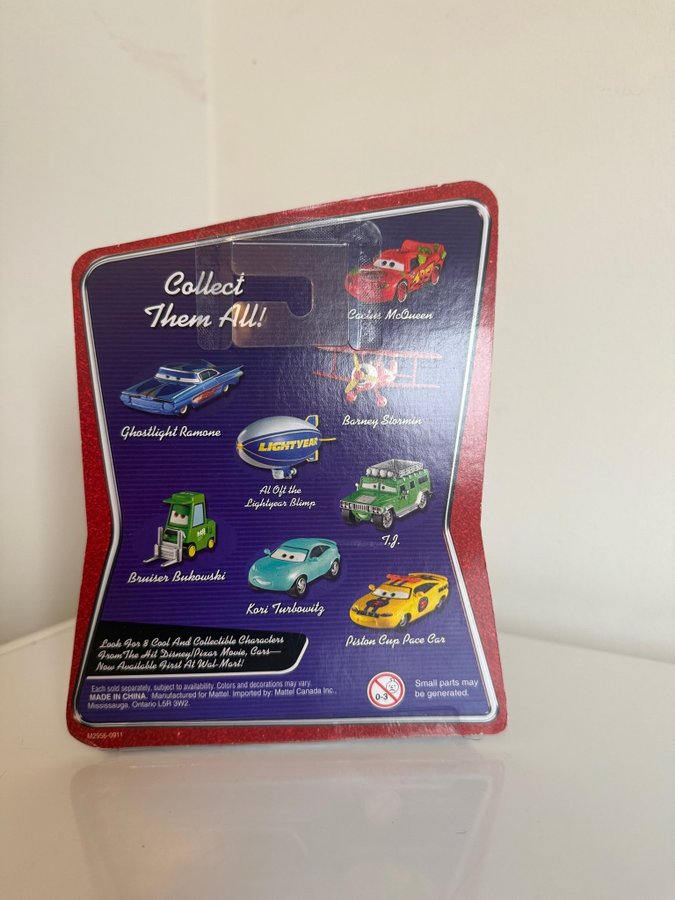 Collect
Them All!
Cactus McQueen
Ghostlight Ramone
Barney Stormin
LIGHTYEAR
Al Oft the
Lightyear Blimp
T.J.
Bruiser Bukowski
Kori Turbowitz
Piston Cup Pace Car
Look For 8 Cool And Collectible Characters
From The Hit Disney/Pixar Movie, Cars—
Now Available First At Wal-Mart!
Each sold separately, subject to availability. Colors and decorations may vary.
MADE IN CHINA. Manufactured for Mattel. Imported by: Mattel Canada Inc.,
Mississauga, Ontario L5R 3W2.
0-3
Small parts may
be generated.
M2956-0911